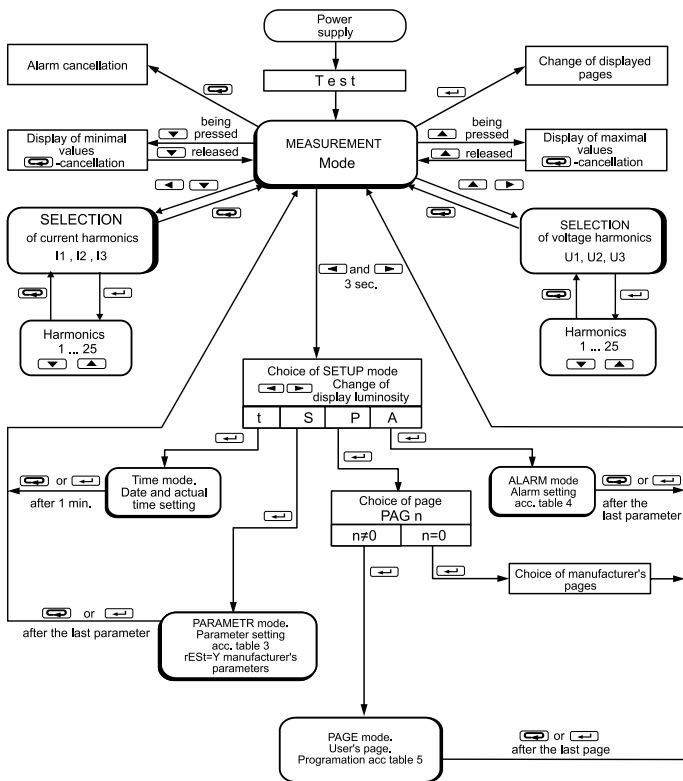 Power
supply
Test
Alarm cancellation
Change of displayed
pages
being
pressed
released
Display of minimal
values
-cancellation
MEASUREMENT
Mode
being
pressed
released
Display of maximal
values
-cancellation
SELECTION
of current harmonics
I1 , I2 , I3
SELECTION
of voltage harmonics
U1, U2, U3
and
3 sec.
Harmonics
1 ... 25
Harmonics
1 ... 25
Choice of SETUP mode
Change of
display luminosity
t S P A
or
after 1 min.
Time mode.
Date and actual
time setting
ALARM mode
Alarm setting
acc. table 4
or
after the
last parameter
Choice of page
PAG n
n≠0 n=0
Choice of manufacturer's
pages
or
after the last parameter
PARAMETR mode.
Parameter setting
acc. table 3
rESt=Y manufacturer's
parameters
PAGE mode.
User's page.
Programation acc table 5
or
after the last page